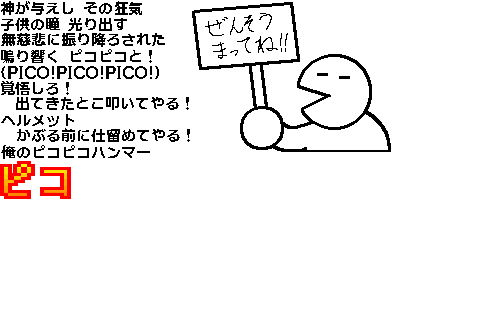 神が与えし その狂気
子供の瞳 光り出す
無慈悲に振り降ろされた
鳴り響く ピコピコと！
(PICO!PICO!PICO!)
覚悟しろ！
出てきたとこ叩いてやる！
ヘルメット
かぶる前に仕留めてやる！
俺のピコピコハンマー
ピコ
ぜんそう
まってね!!